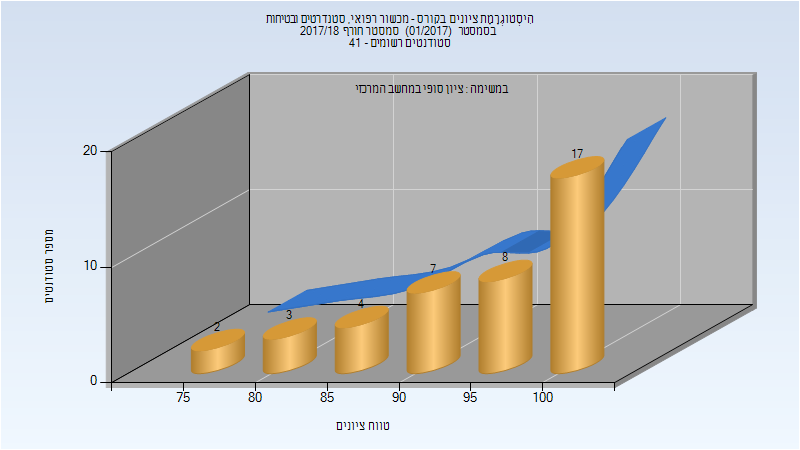 היסטוגרמת ציונים בקורס - מכשור רפואי, סטנדרטים ובטיחות
בסמסטר (01/2017) סמסטר חורף 2017/18
סטודנטים רשומים - 41
במשימה : ציון סופי במחשב המרכזי
מספר סטודנטים
20
10
0
2
3
4
7
8
17
75
80
85
90
95
100
טווח ציונים